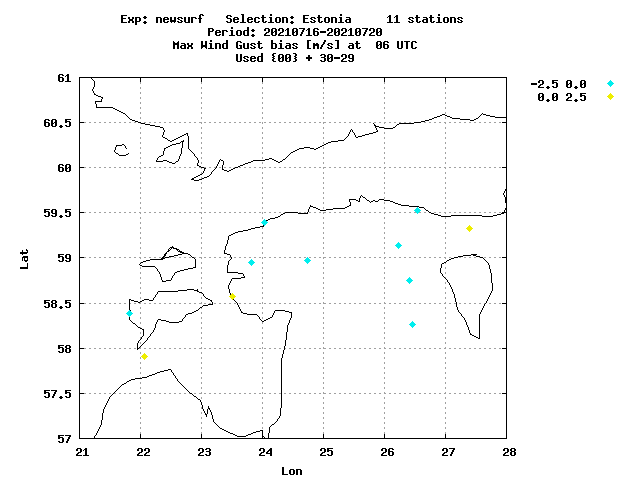 Exp: newsurf   Selection: Estonia     11 stations
Period: 20210716-20210720
Max Wind Gust bias [m/s] at  06 UTC
Used {00} + 30-29
-2.5 0.0
0.0 2.5
61
60.5
60
59.5
59
58.5
58
57.5
57
Lat
21 22 23 24 25 26 27 28
Lon